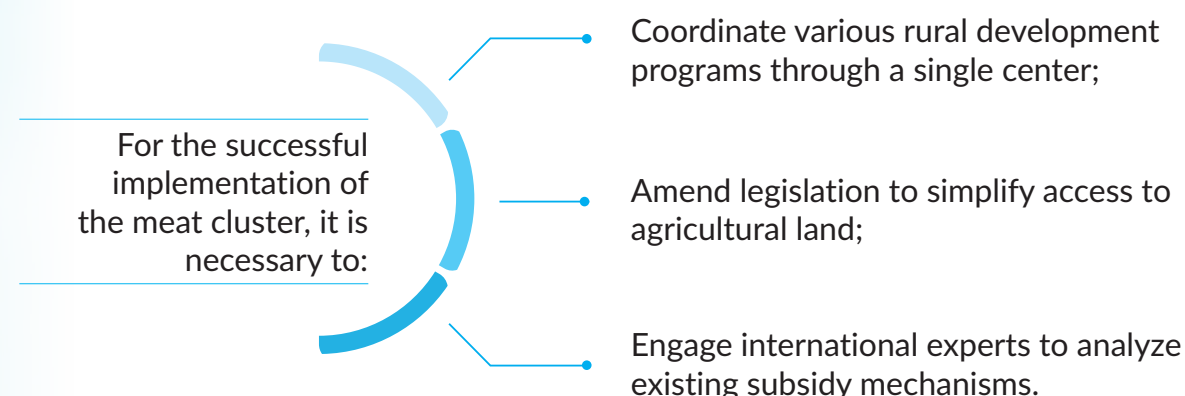 For the successful
implementation of
the meat cluster, it is
necessary to:
Coordinate various rural development
programs through a single center;
Amend legislation to simplify access to
agricultural land;
Engage international experts to analyze
existing subsidy mechanisms.